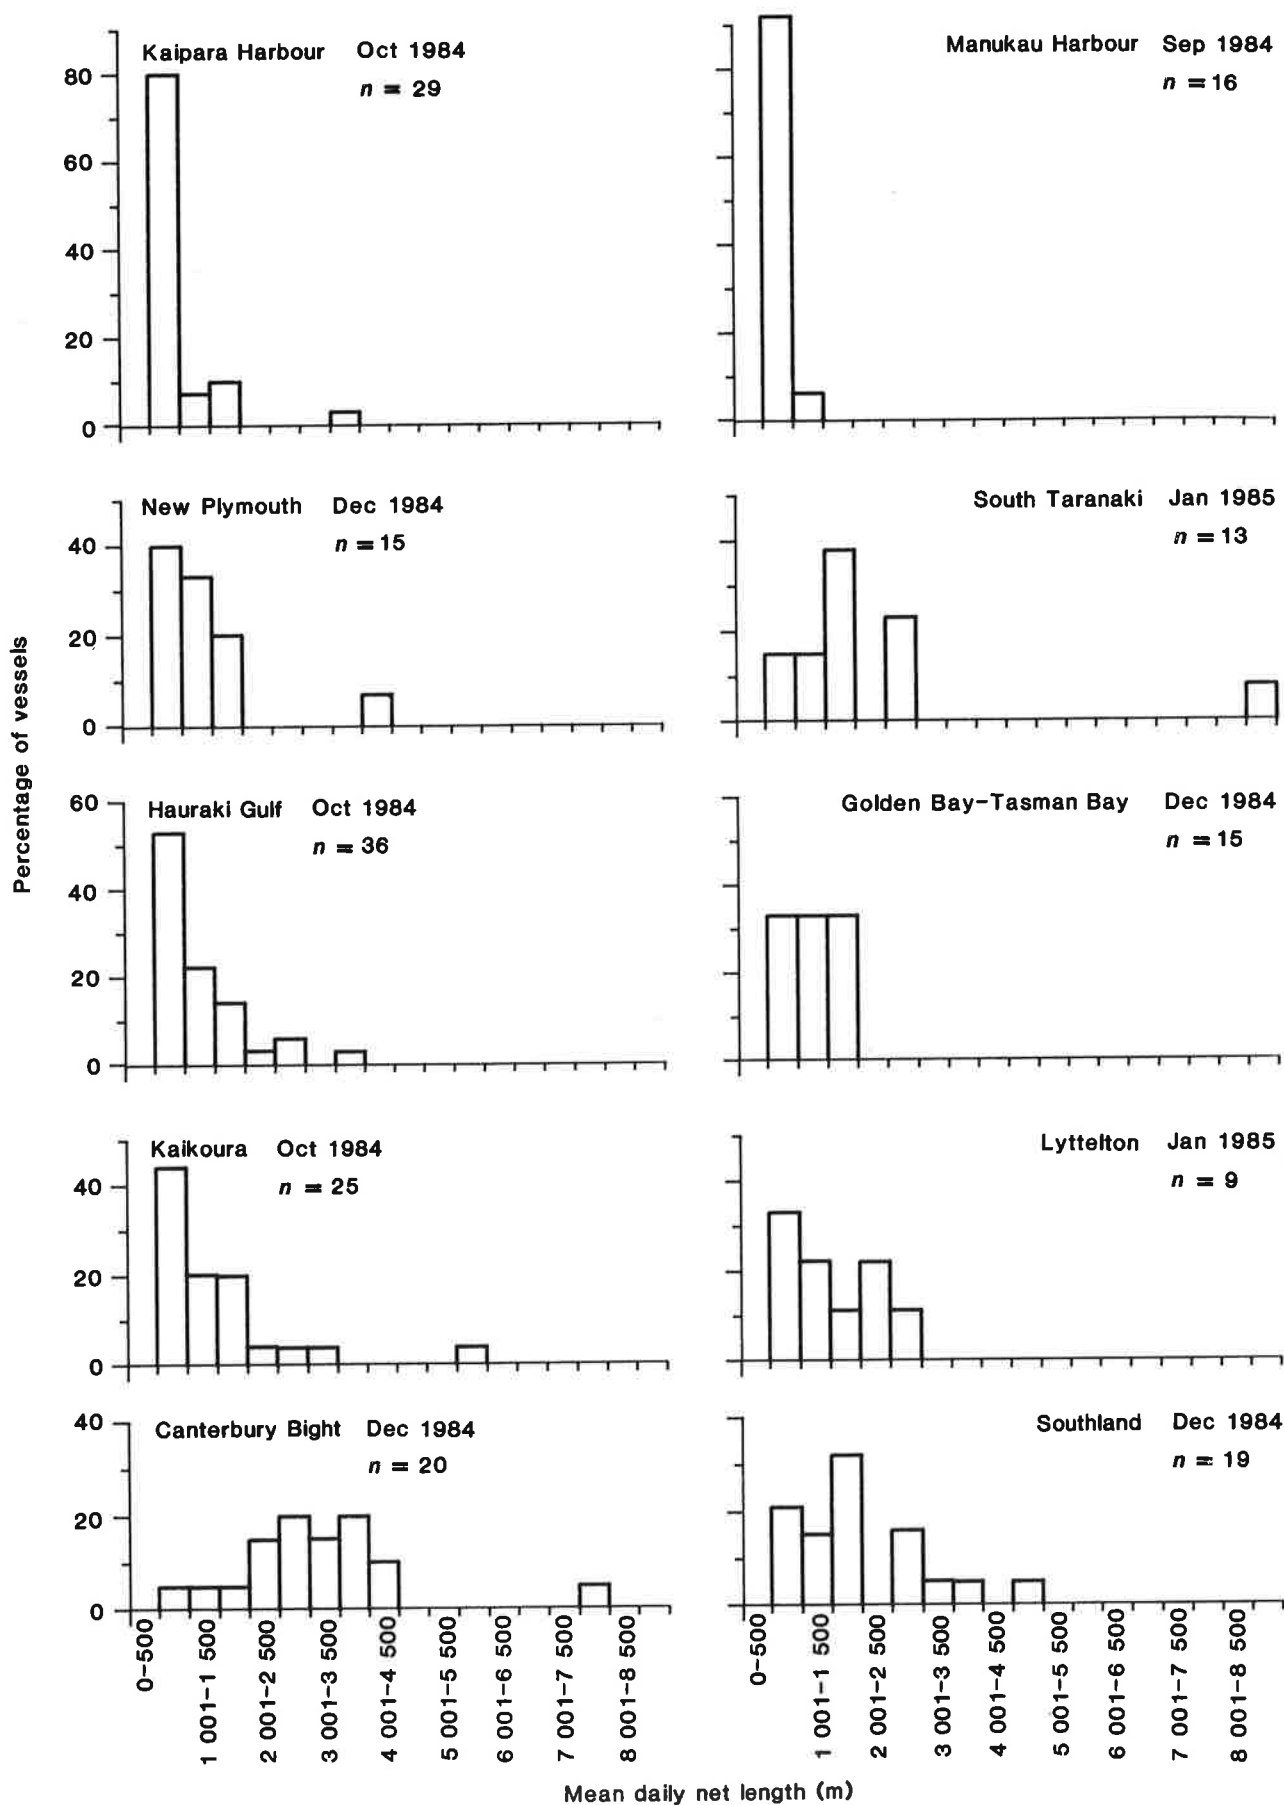 Kaipara Harbour Oct 1984
n = 29
80
60
40
20
0
Manukau Harbour Sep 1984
n = 16
New Plymouth Dec 1984
n = 15
40
20
0
South Taranaki Jan 1985
n = 13
Percentage of vessels
Hauraki Gulf Oct 1984
n = 36
60
40
20
0
Golden Bay-Tasman Bay Dec 1984
n = 15
Kaikoura Oct 1984
n = 25
40
20
0
Lyttelton Jan 1985
n = 9
Canterbury Bight Dec 1984
n = 20
40
20
0
Southland Dec 1984
n = 19
0-500
1 001-1 500
2 001-2 500
3 001-3 500
4 001-4 500
5 001-5 500
6 001-6 500
7 001-7 500
8 001-8 500
0-500
1 001-1 500
2 001-2 500
3 001-3 500
4 001-4 500
5 001-5 500
6 001-6 500
7 001-7 500
8 001-8 500
Mean daily net length (m)